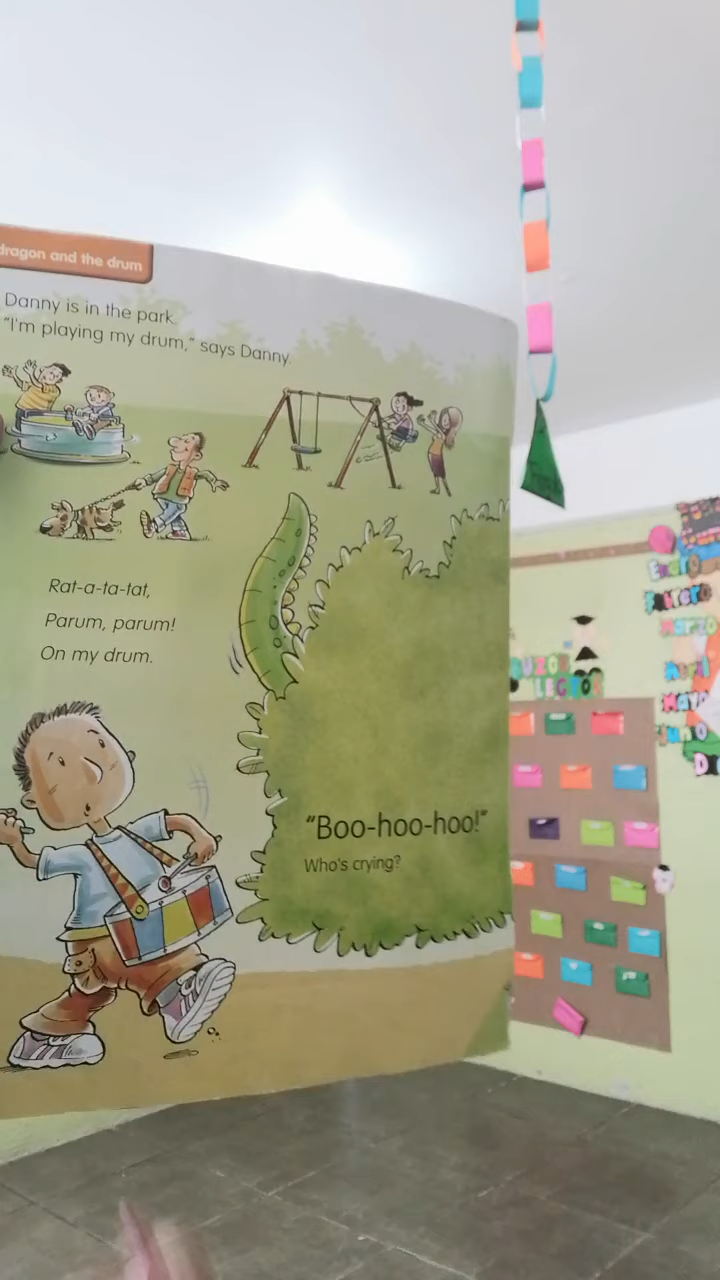 dragon and the drum
Danny is in the park.
"I'm playing my drum," says Danny.
Rat-a-ta-tat,
Parum, parum!
On my drum.
"Boo-hoo-hoo!"
Who's crying?
Enero
Febrero
Marzo
Abril
Mayo
Junio